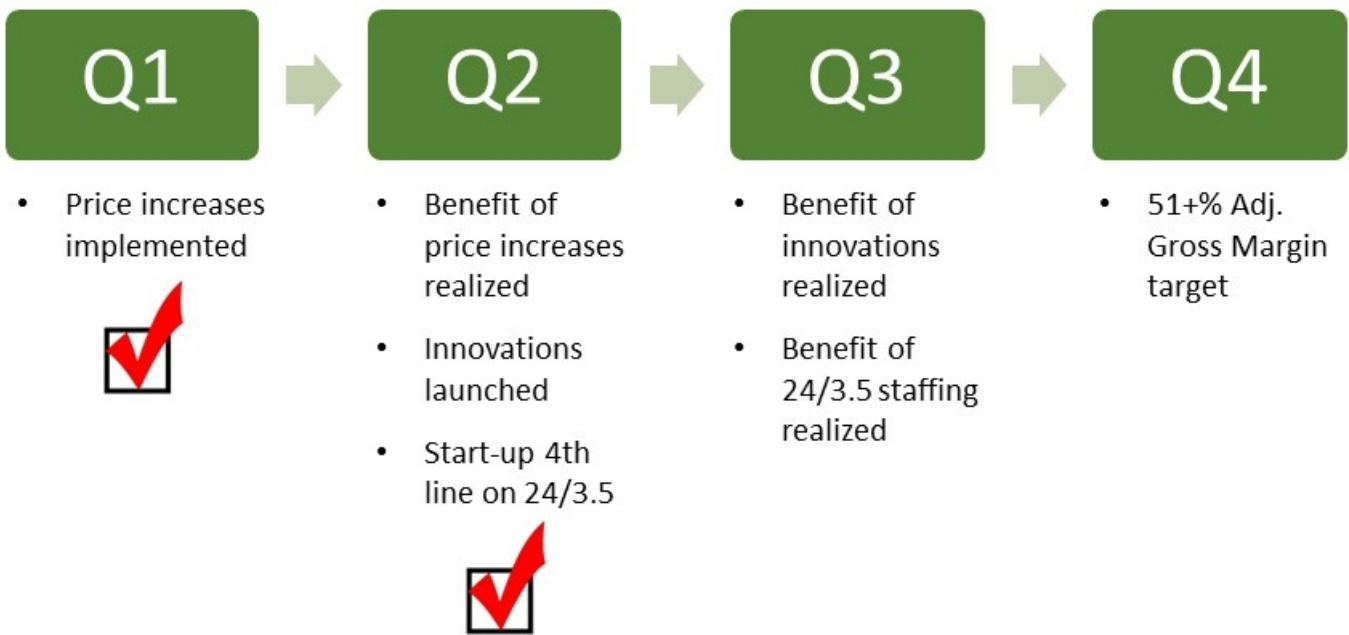 Q1
Q2
Q3
Q4
• Price increases
implemented
• Benefit of
price increases
realized
• Innovations
launched
• Start-up 4th
line on 24/3.5
• Benefit of
innovations
realized
• Benefit of
24/3.5 staffing
realized
• 51+% Adj.
Gross Margin
target